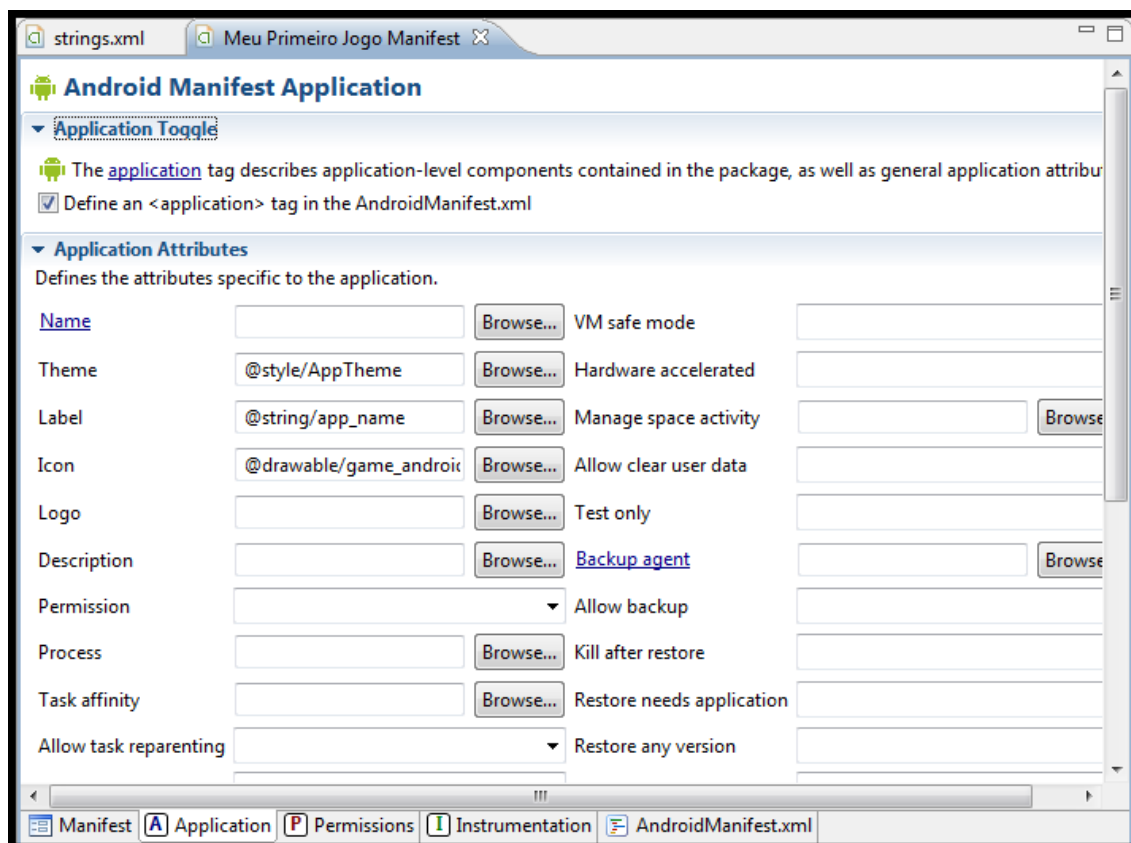 strings.xml Meu Primeiro Jogo Manifest
Android Manifest Application
Application Toggle
The application tag describes application-level components contained in the package, as well as general application attribu
Define an <application> tag in the AndroidManifest.xml
Application Attributes
Defines the attributes specific to the application.
Name Browse... VM safe mode
Theme @style/AppTheme Browse... Hardware accelerated
Label @string/app_name Browse... Manage space activity Browse
Icon @drawable/game_android Browse... Allow clear user data
Logo Browse... Test only
Description Browse... Backup agent Browse
Permission Allow backup
Process Browse... Kill after restore
Task affinity Browse... Restore needs application
Allow task reparenting Restore any version
Manifest A Application P Permissions I Instrumentation AndroidManifest.xml